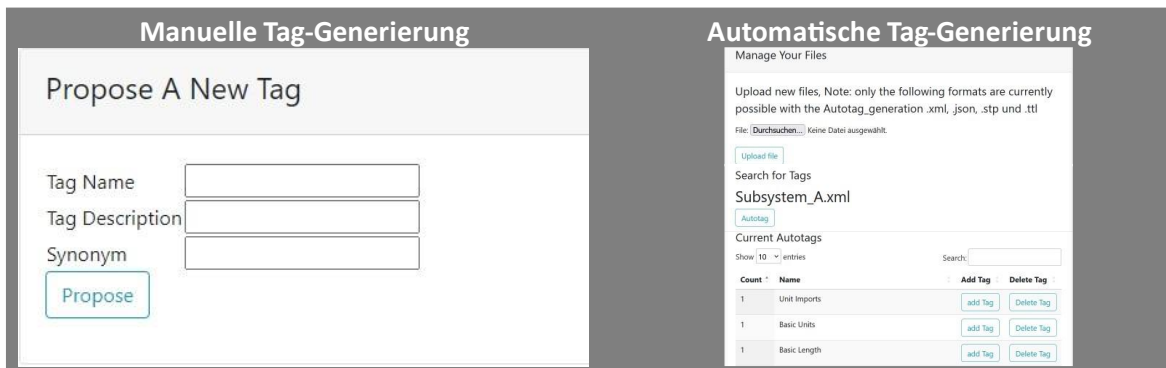 Manuelle Tag-Generierung
Propose A New Tag
Tag Name
Tag Description
Synonym
Propose
Automatische Tag-Generierung
Manage Your Files
Upload new files, Note: only the following formats are currently
possible with the Autotag_generation .xml, .json, .stp und .ttl
File: Durchsuchen... Keine Datei ausgewählt.
Upload file
Search for Tags
Subsystem_A.xml
Autotag
Current Autotags
Show 10 entries Search:
Count Name Add Tag Delete Tag
1 Unit Imports add Tag Delete Tag
1 Basic Units add Tag Delete Tag
1 Basic Length add Tag Delete Tag